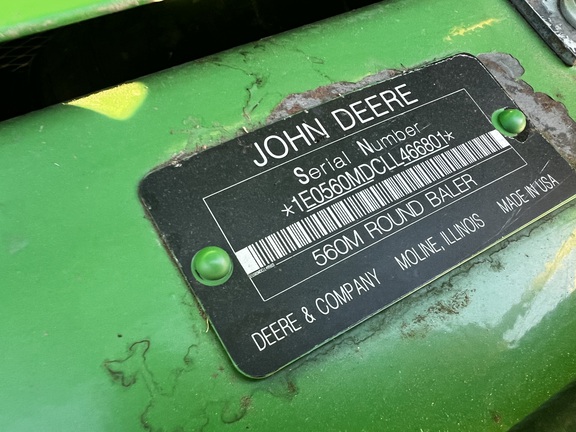 JOHN DEERE
Serial Number
*1E0560MDCLL466801*
560M ROUND BALER
DEERE & COMPANY MOLINE, ILLINOIS MADE IN USA